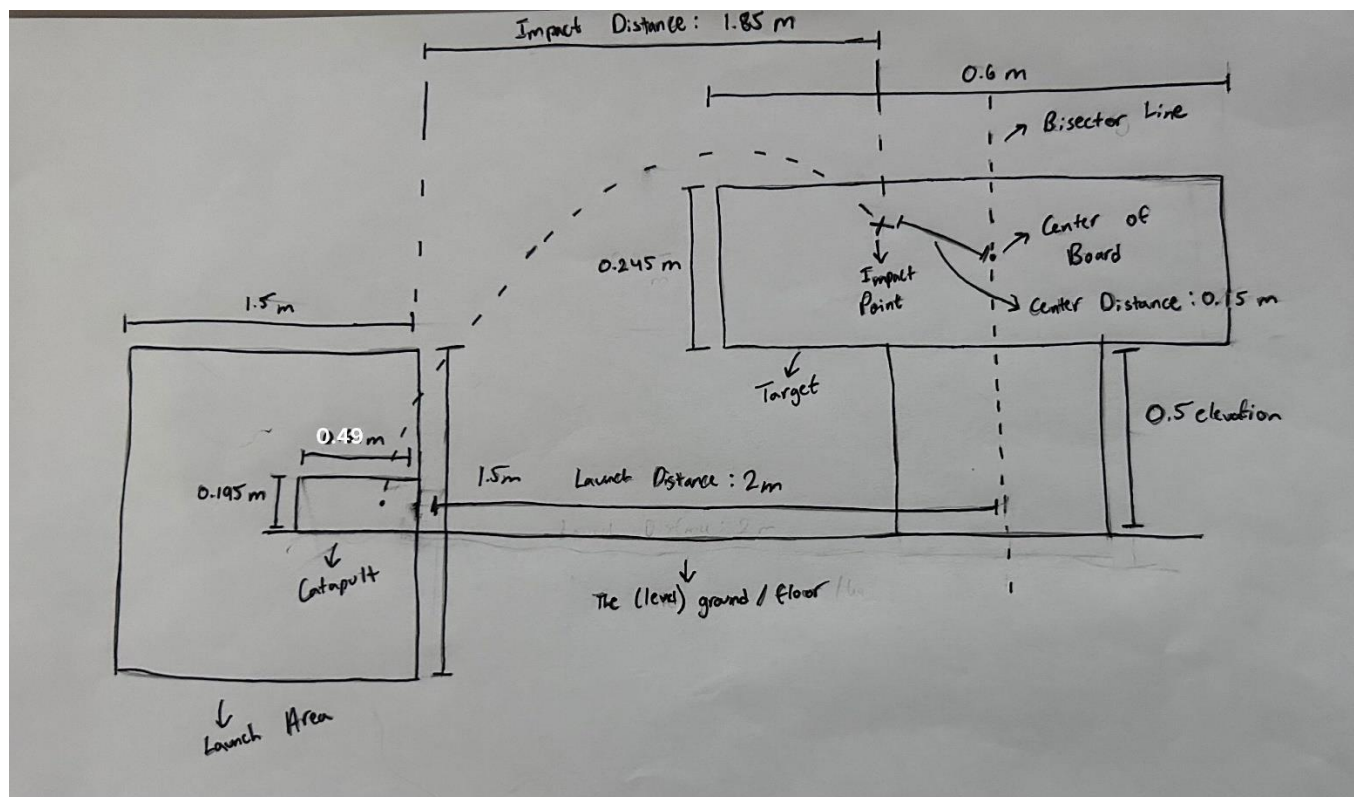 Impact Distance: 1.85 m
0.6 m
Bisector Line
Center of
Board
0.245 m
Impact
Point
Center Distance: 0.15 m
1.5 m
Target
0.5 elevation
0.49 m
1.5m
Launch Distance: 2m
0.195 m
Catapult
The (level) ground / floor
Launch Area